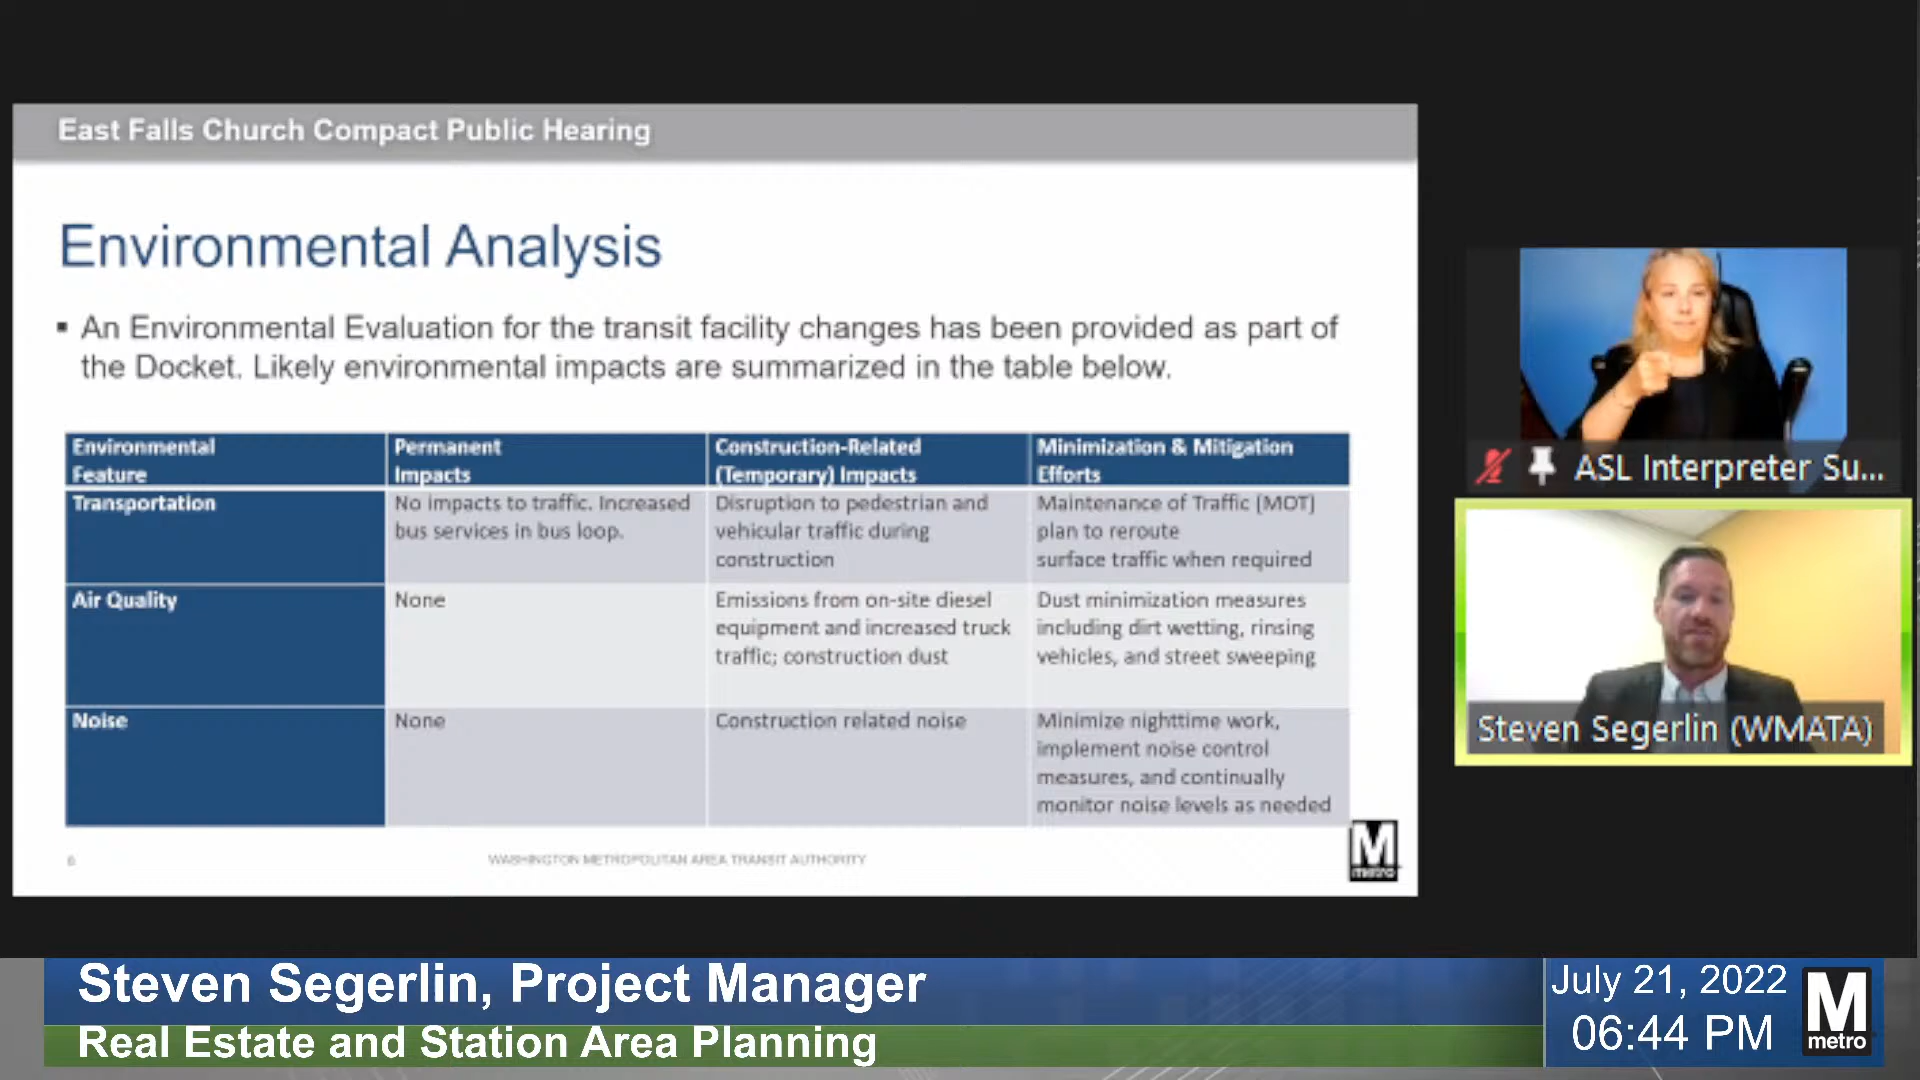 East Falls Church Compact Public Hearing
Environmental Analysis
▪ An Environmental Evaluation for the transit facility changes has been provided as part of
the Docket. Likely environmental impacts are summarized in the table below.
Environmental
Feature
Permanent
Impacts
Construction-Related
(Temporary) Impacts
Minimization & Mitigation
Efforts
Transportation
No impacts to traffic. Increased
bus services in bus loop.
Disruption to pedestrian and
vehicular traffic during
construction
Maintenance of Traffic (MOT)
plan to reroute
surface traffic when required
Air Quality
None
Emissions from on-site diesel
equipment and increased truck
traffic; construction dust
Dust minimization measures
including dirt wetting, rinsing
vehicles, and street sweeping
Noise
None
Construction related noise
Minimize nighttime work,
implement noise control
measures, and continually
monitor noise levels as needed
6
WASHINGTON METROPOLITAN AREA TRANSIT AUTHORITY
M
metro
ASL Interpreter Su...
Steven Segerlin (WMATA)
Steven Segerlin, Project Manager
Real Estate and Station Area Planning
July 21, 2022
06:44 PM
M
metro